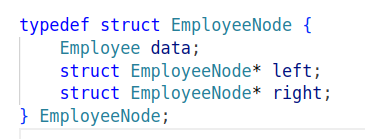 typedef struct EmployeeNode {
    Employee data;
    struct EmployeeNode* left;
    struct EmployeeNode* right;
} EmployeeNode;